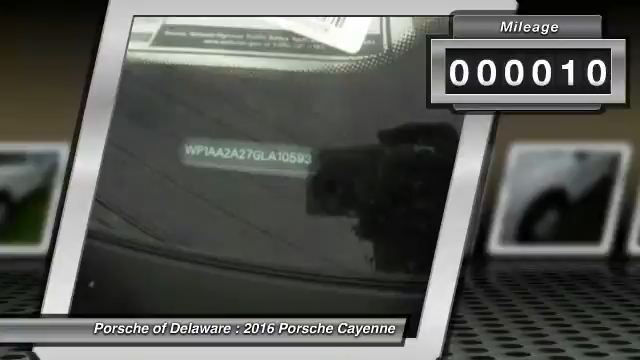 Mileage
000010
WP1AA2A27GLA10593
Porsche of Delaware : 2016 Porsche Cayenne